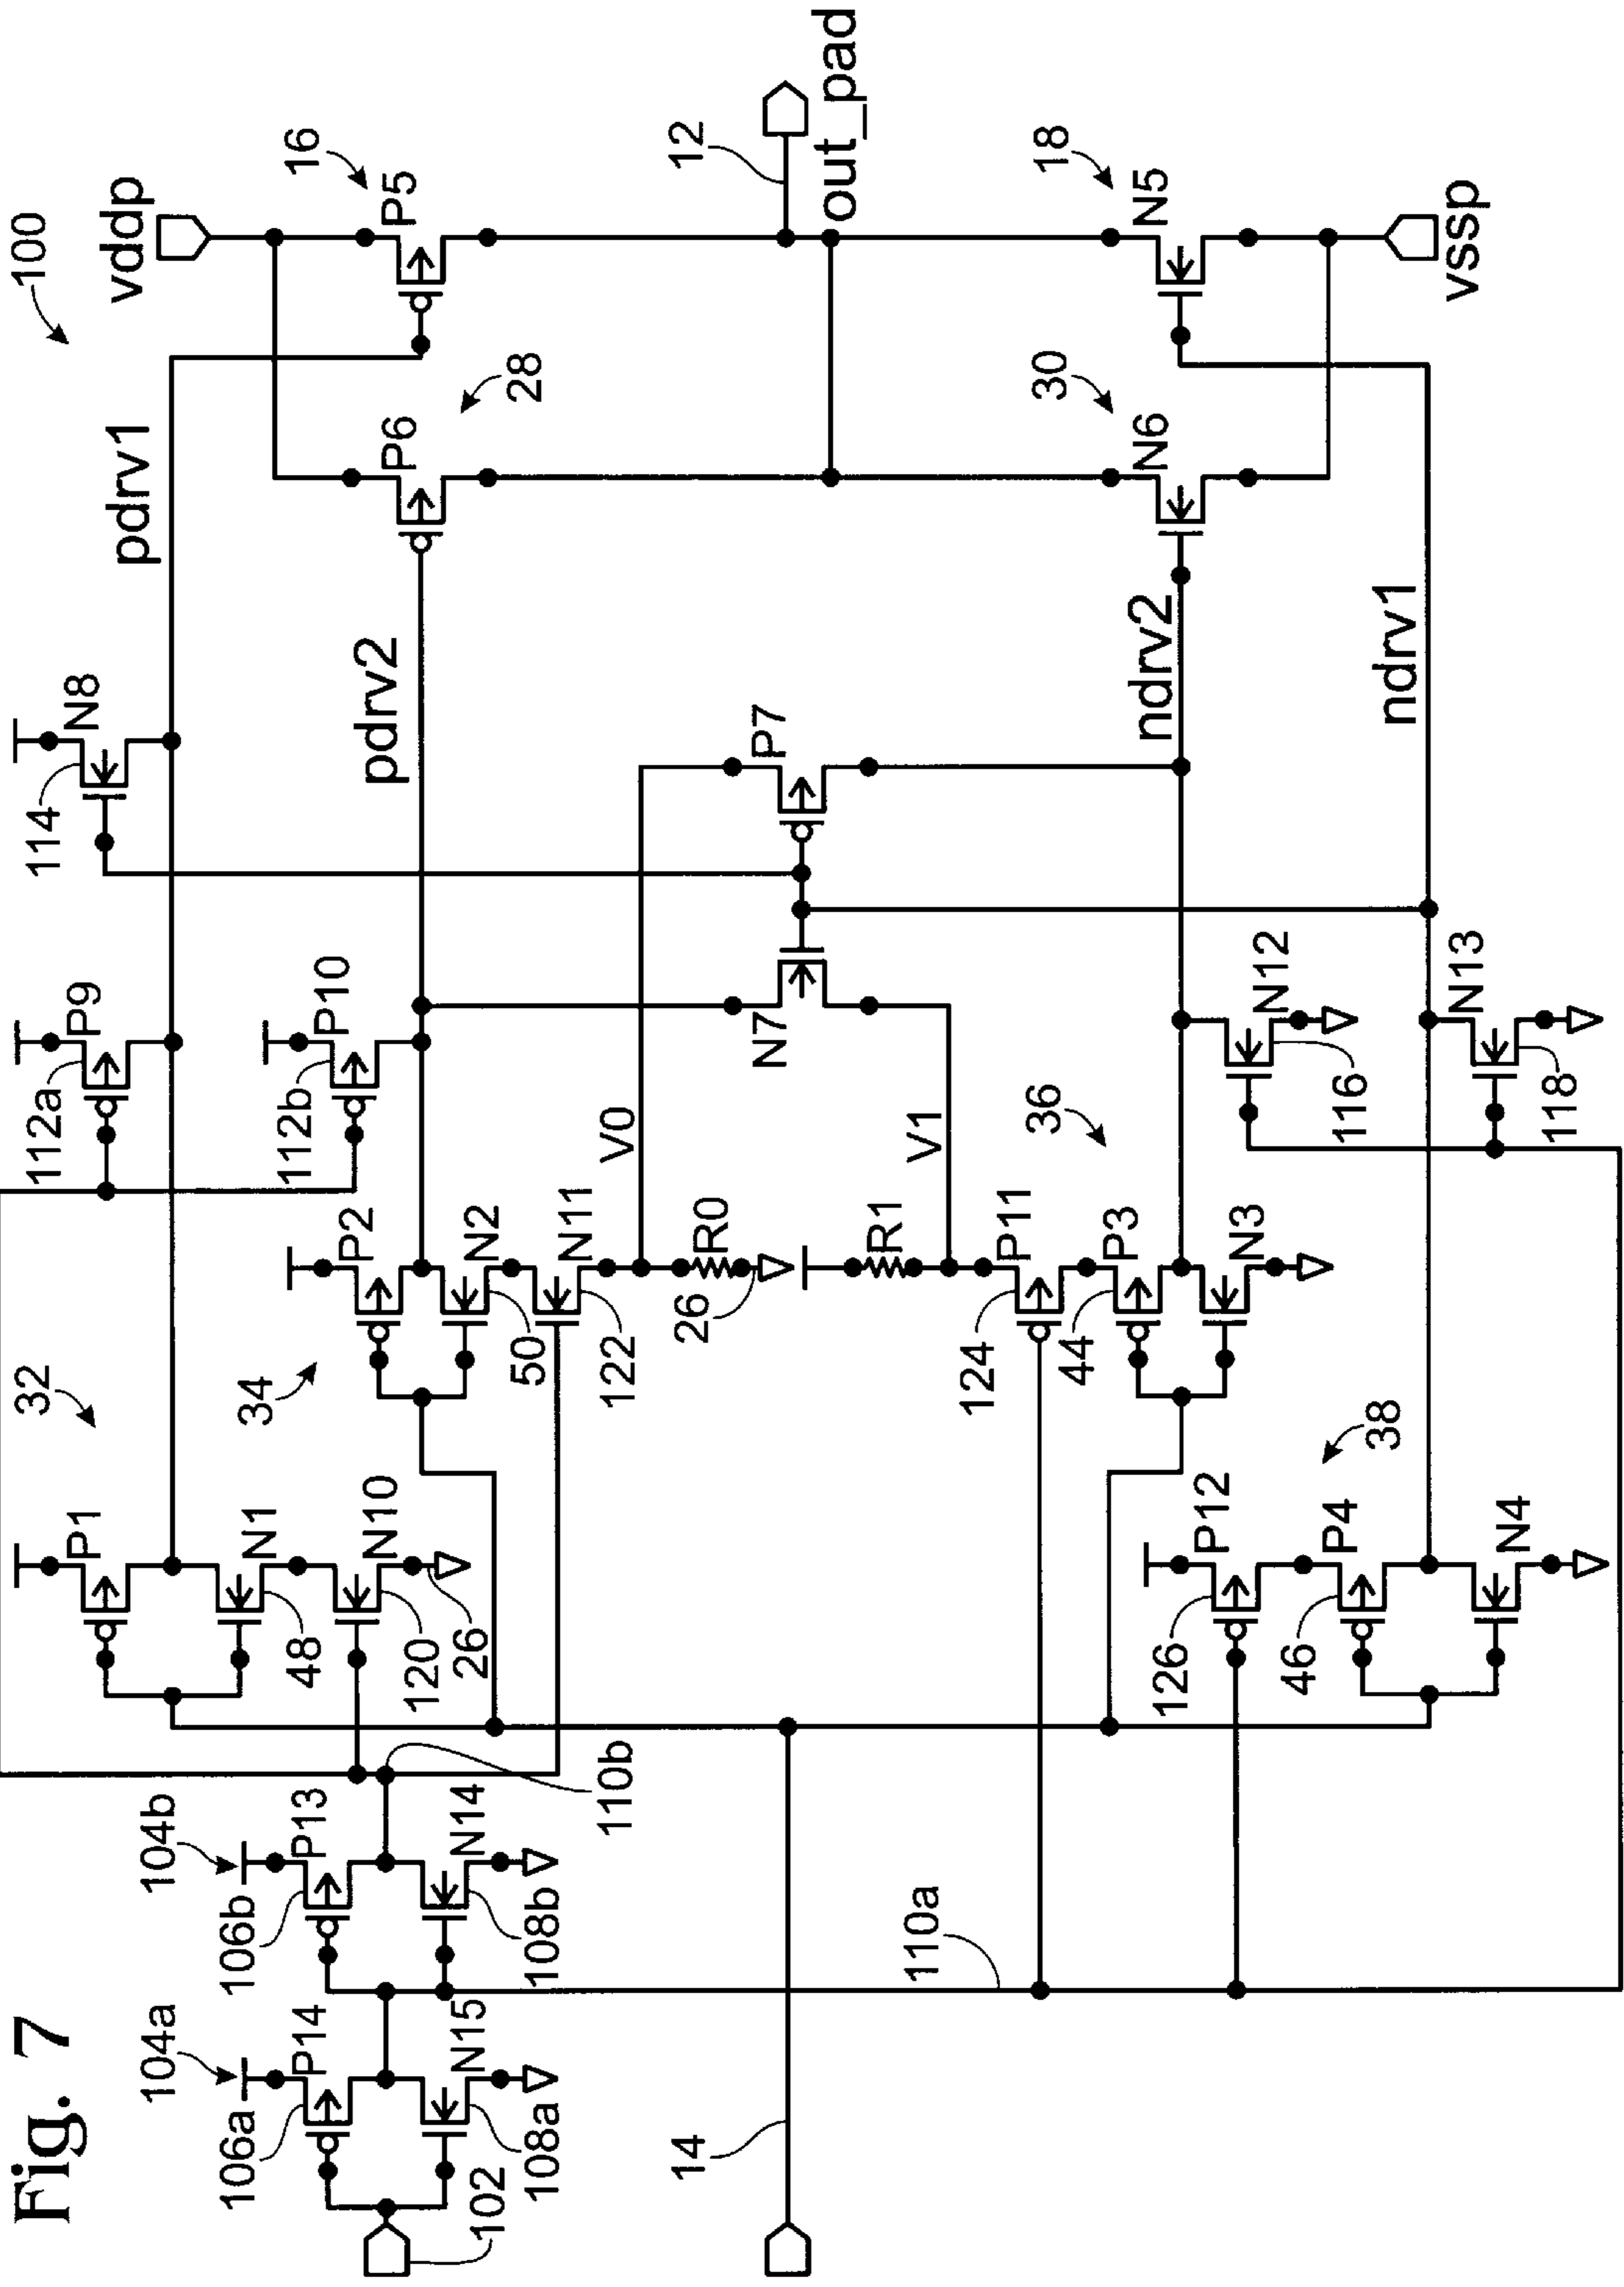 Fig. 7
100
vddp
16
P5
pdrv1
28
P6
12
out_pad
18
N5
vssp
30
N6
pdrv2
ndrv2
ndrv1
N8
114
P7
N7
P9
112a
P10
112b
V0
V1
36
N12
116
N13
118
32
P1
N1
48
N10
120
26
34
P2
N2
50
N11
122
R0
26
R1
P11
124
P3
44
N3
38
P12
126
P4
46
N4
104b
P13
106b
N14
108b
110b
110a
104a
P14
106a
N15
108a
102
14